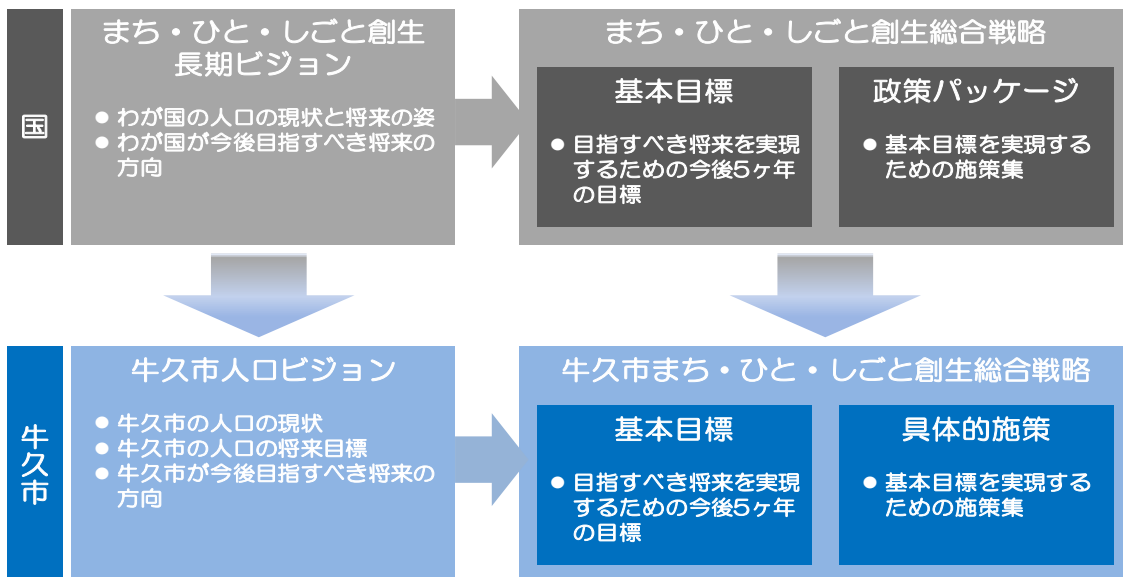 国
まち・ひと・しごと創生
長期ビジョン
● わが国の人口の現状と将来の姿
● わが国が今後目指すべき将来の
方向
まち・ひと・しごと創生総合戦略
基本目標
● 目指すべき将来を実現
するための今後5ヶ年
の目標
政策パッケージ
● 基本目標を実現する
ための施策集
牛久市
牛久市人口ビジョン
● 牛久市の人口の現状
● 牛久市の人口の将来目標
● 牛久市が今後目指すべき将来の
方向
牛久市まち・ひと・しごと創生総合戦略
基本目標
● 目指すべき将来を実現
するための今後5ヶ年
の目標
具体的施策
● 基本目標を実現する
ための施策集